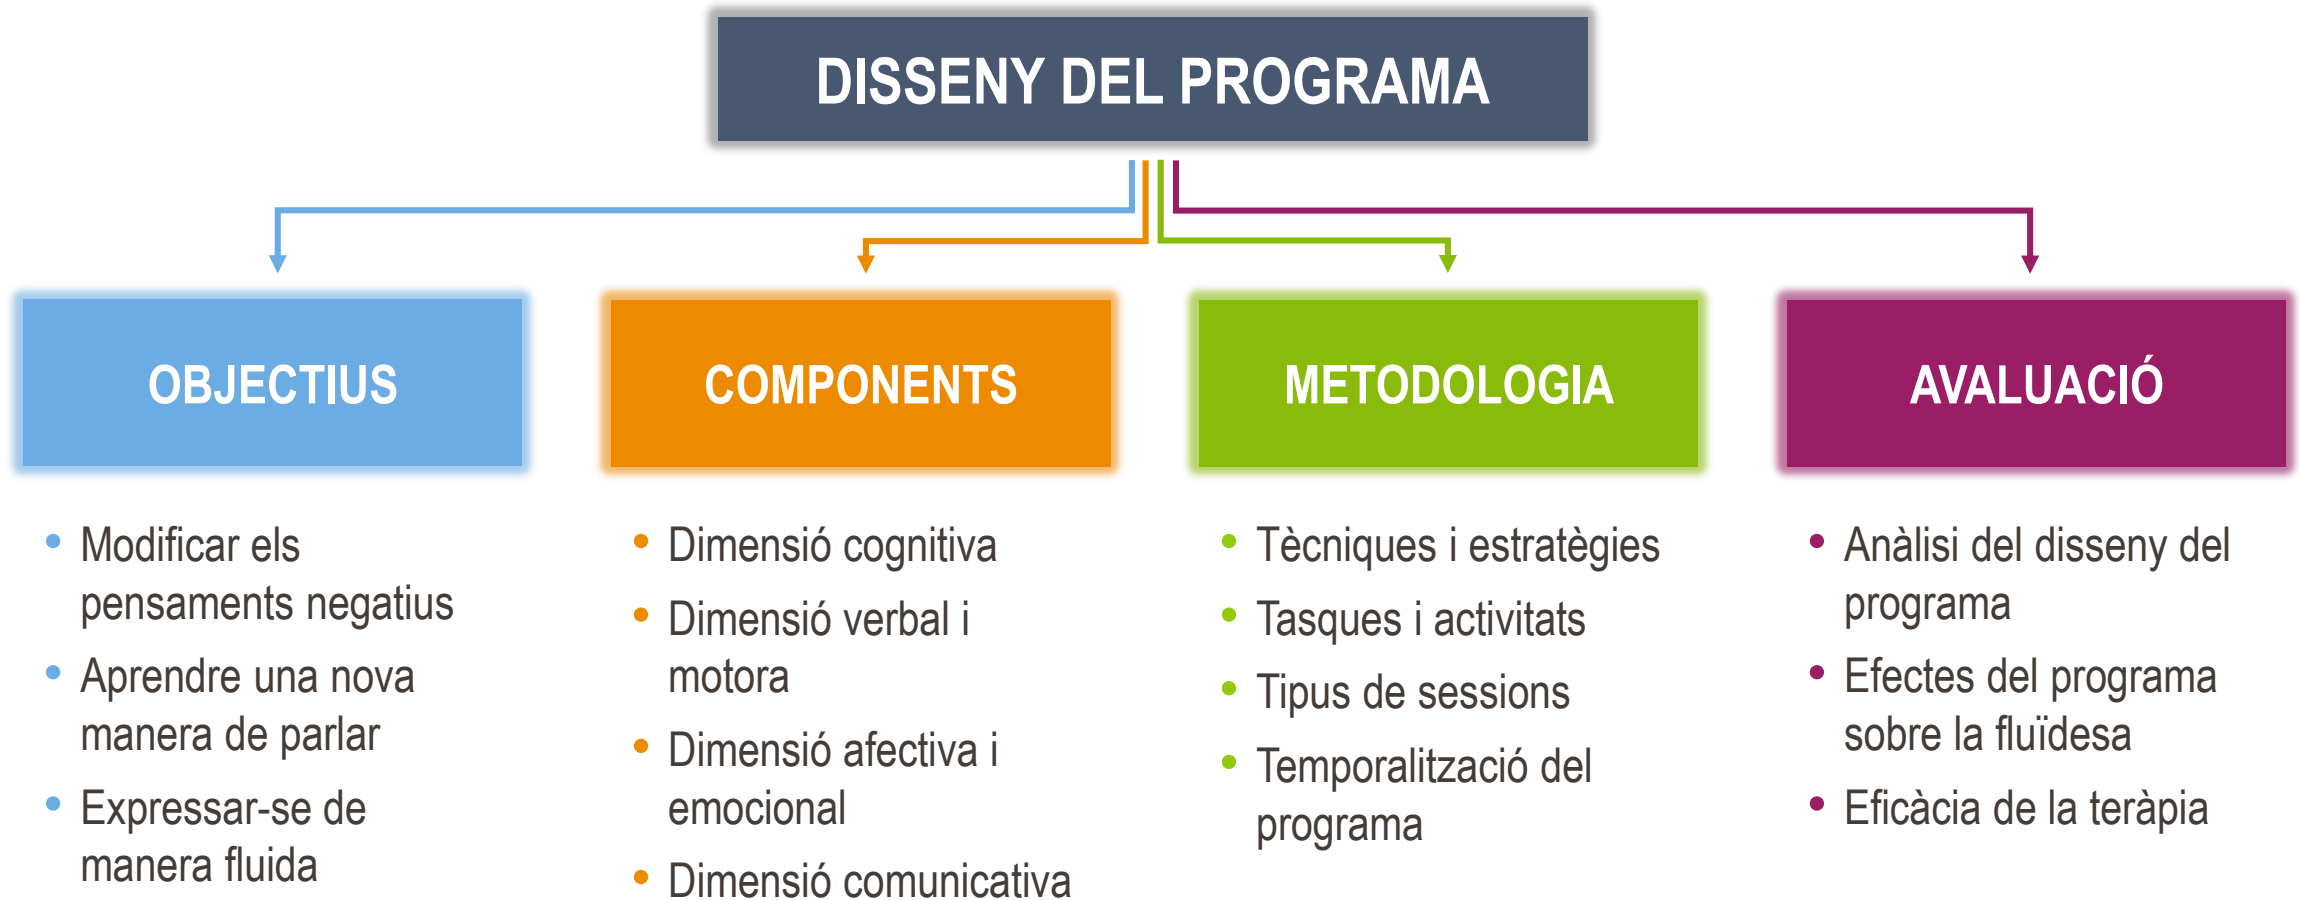 DISSENY DEL PROGRAMA
OBJECTIUS
• Modificar els
pensaments negatius
• Aprendre una nova
manera de parlar
• Expressar-se de
manera fluida
COMPONENTS
• Dimensió cognitiva
• Dimensió verbal i
motora
• Dimensió afectiva i
emocional
• Dimensió comunicativa
METODOLOGIA
• Tècniques i estratègies
• Tasques i activitats
• Tipus de sessions
• Temporalització del
programa
AVALUACIÓ
• Anàlisi del disseny del
programa
• Efectes del programa
sobre la fluïdesa
• Eficàcia de la teràpia